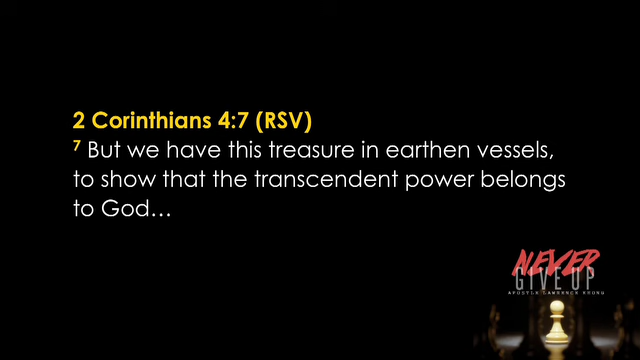 2 Corinthians 4:7 (RSV)
7 But we have this treasure in earthen vessels,
to show that the transcendent power belongs
to God…
NEVER
GIVE UP
APOSTLE LAWRENCE KHONG